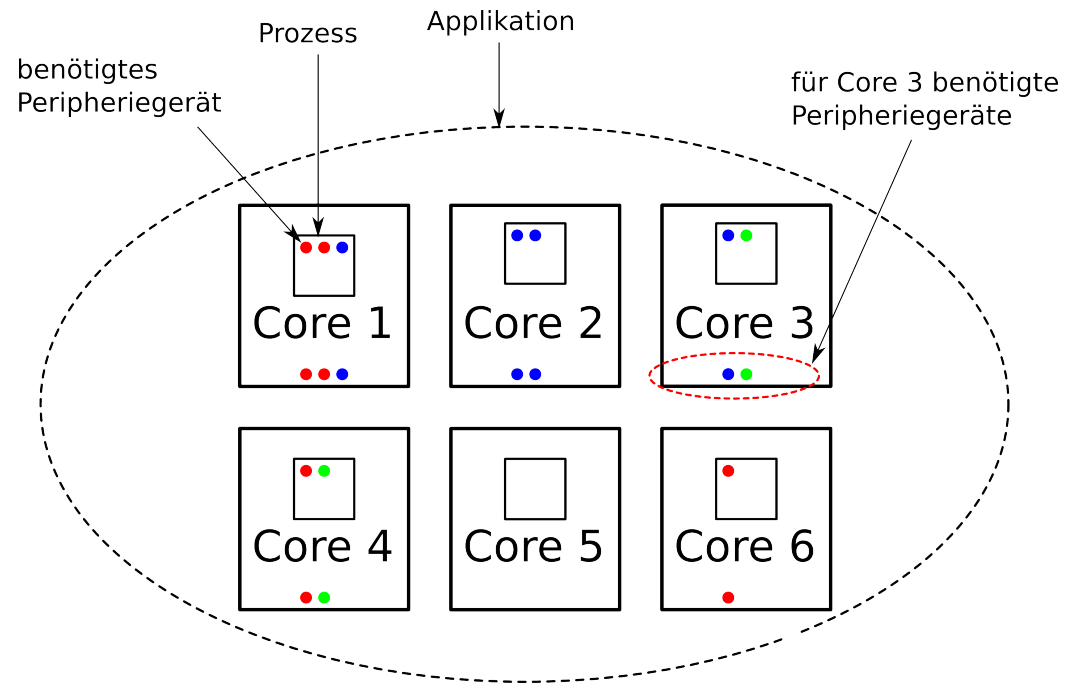 Applikation
Prozess
benötigtes
Peripheriegerät
für Core 3 benötigte
Peripheriegeräte
Core 1
Core 2
Core 3
Core 4
Core 5
Core 6